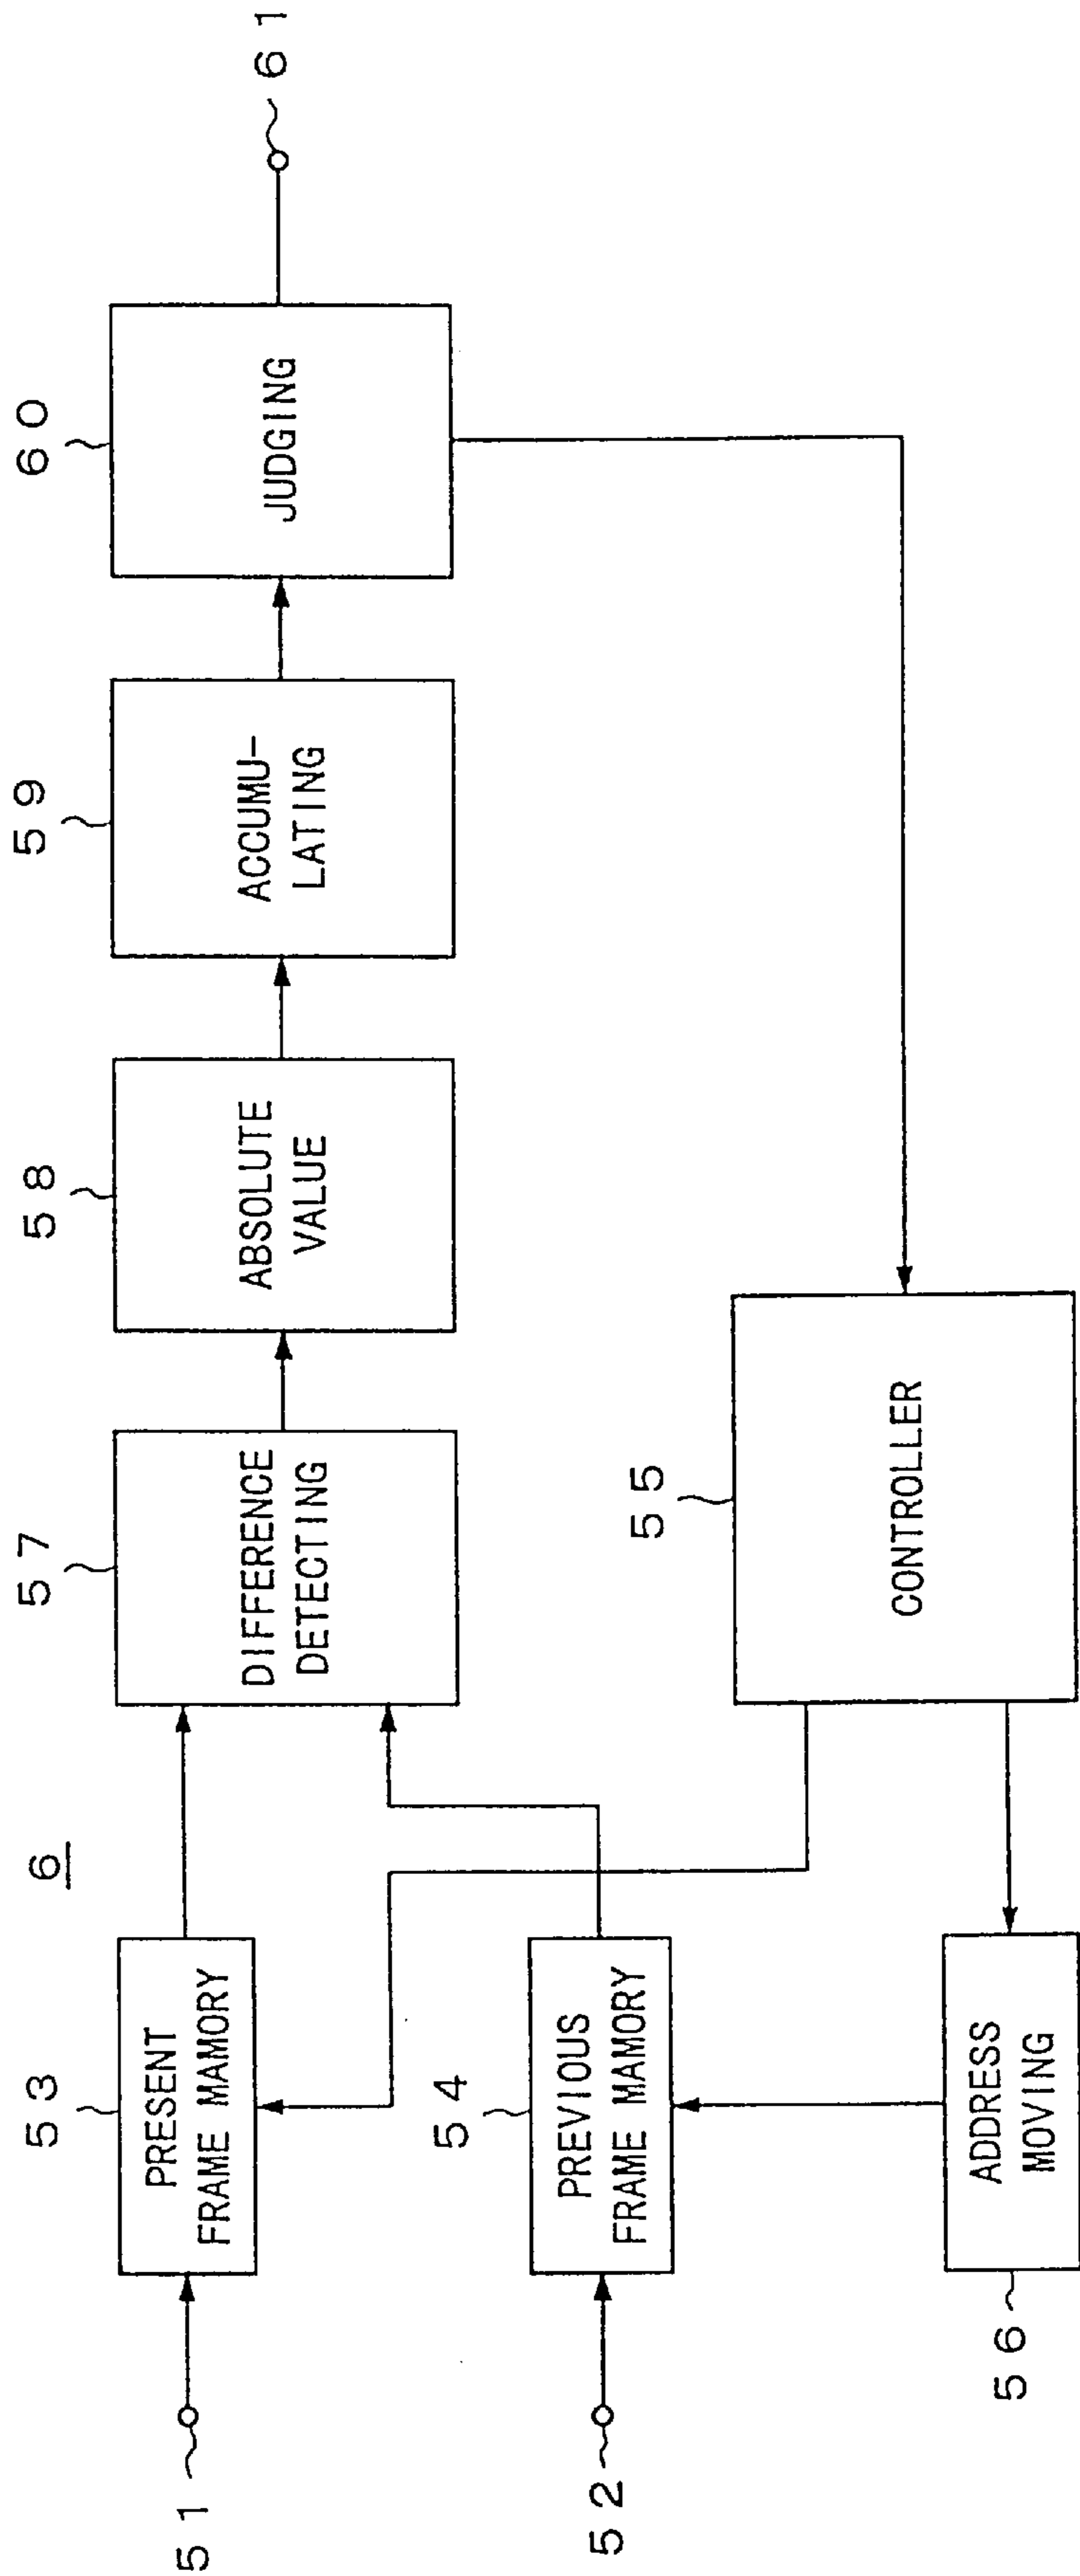 6
51
53
PRESENT
FRAME MAMORY
52
54
PREVIOUS
FRAME MAMORY
56
ADDRESS
MOVING
55
CONTROLLER
57
DIFFERENCE
DETECTING
58
ABSOLUTE
VALUE
59
ACCUMU-
LATING
60
JUDGING
61